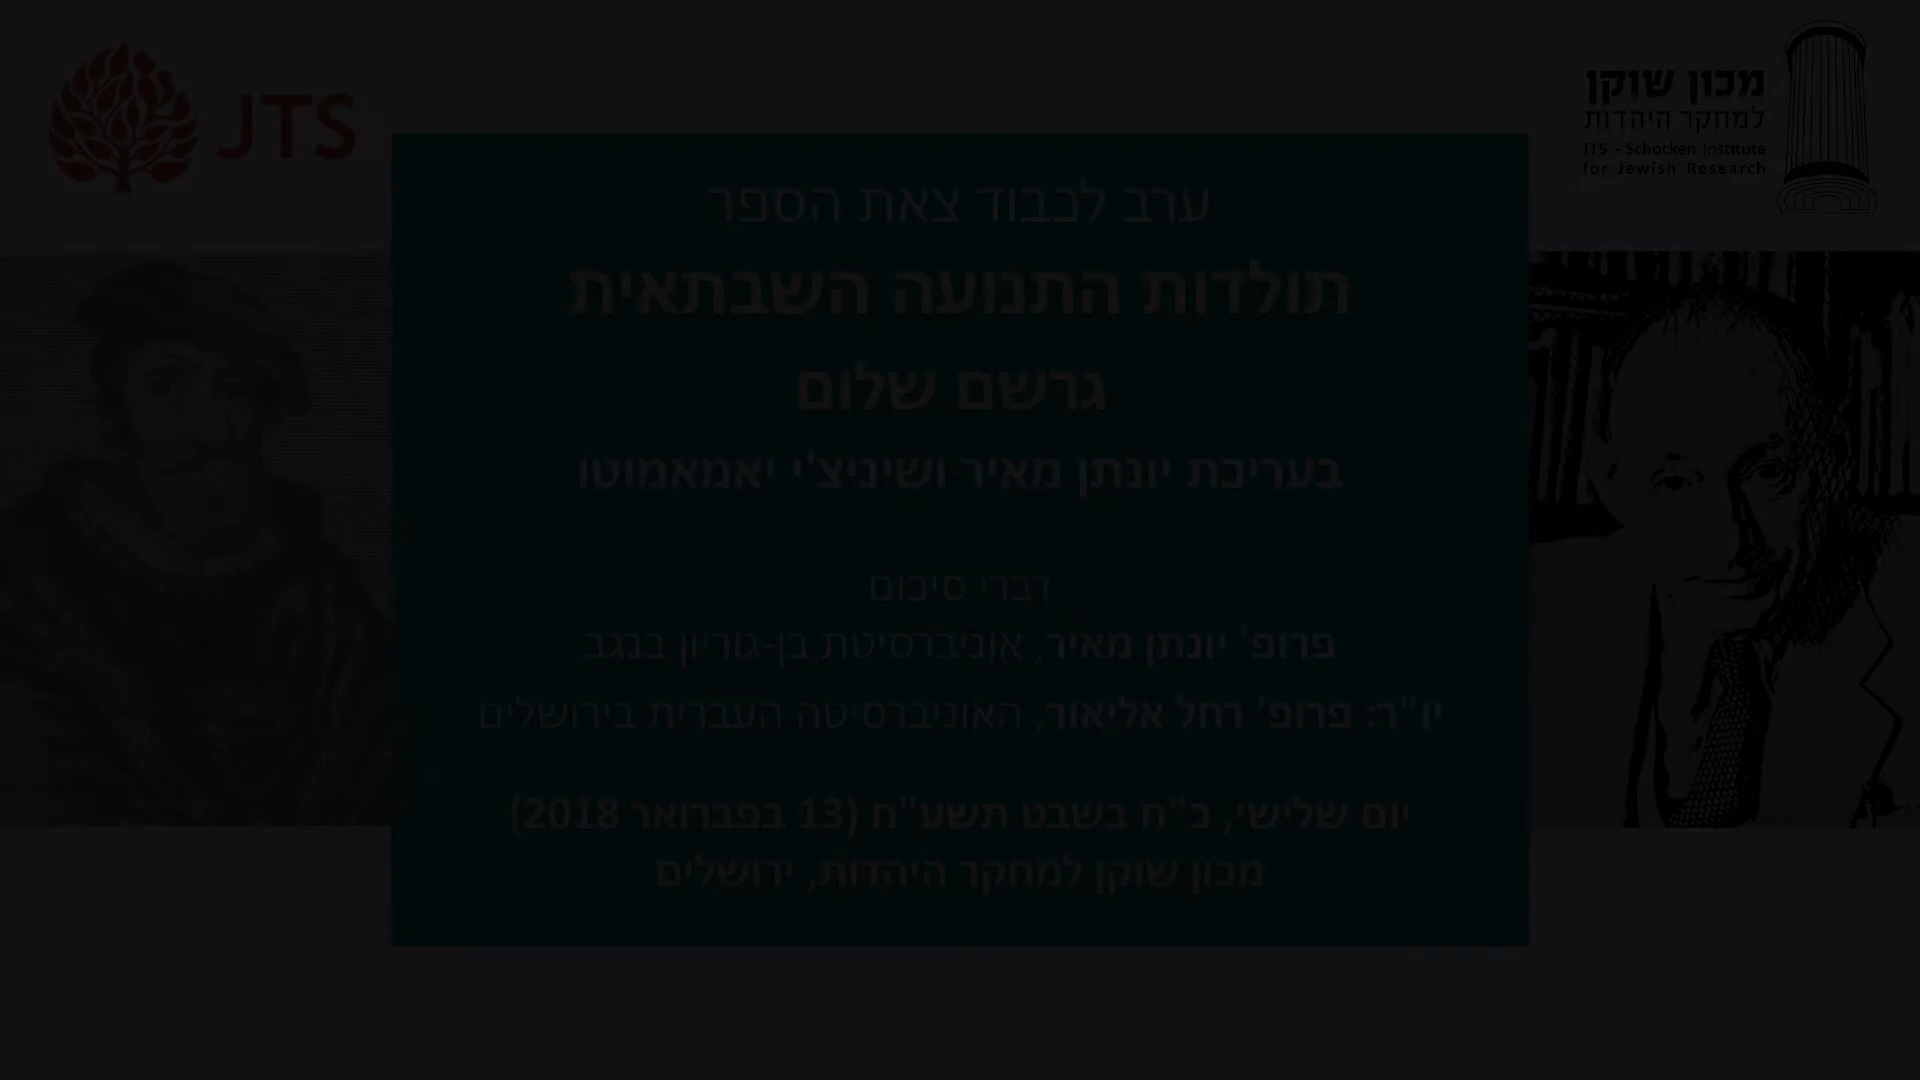 JTS
מכון שוקן
למחקר היהדות
JTS - Schocken Institute
for Jewish Research
ערב לכבוד צאת הספר
תולדות התנועה השבתאית
גרשם שלום
בעריכת יונתן מאיר ושיניצ'י יאמאמוטו
דברי סיכום
פרופ' יונתן מאיר, אוניברסיטת בן-גוריון בנגב
יו"ר: פרופ' רחל אליאור, האוניברסיטה העברית בירושלים
יום שלישי, כ"ח בשבט תשע"ח (13 בפברואר 2018)
מכון שוקן למחקר היהדות, ירושלים